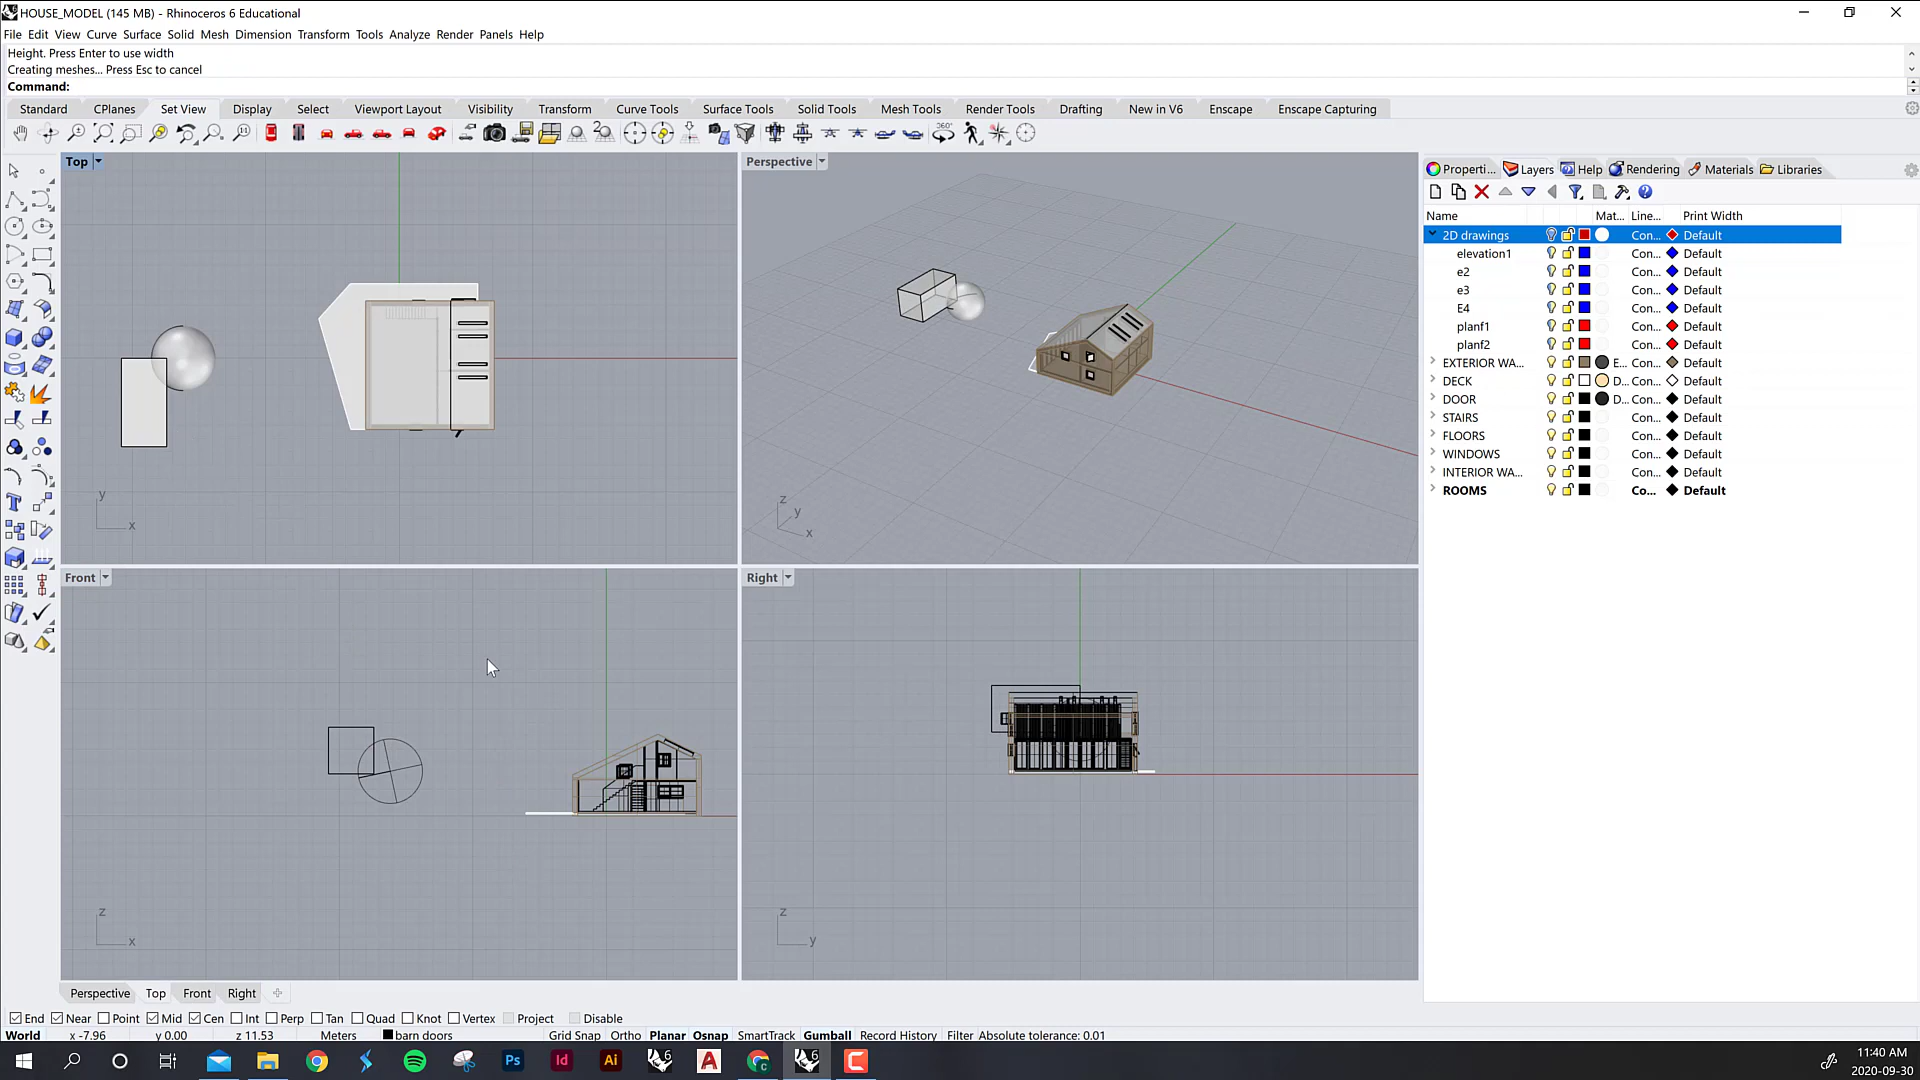 HOUSE_MODEL (145 MB) - Rhinoceros 6 Educational
File Edit View Curve Surface Solid Mesh Dimension Transform Tools Analyze Render Panels Help
Height. Press Enter to use width
Creating meshes... Press Esc to cancel
Command:
Standard CPlanes Set View Display Select Viewport Layout Visibility Transform Curve Tools Surface Tools Solid Tools Mesh Tools Render Tools Drafting New in V6 Enscape Enscape Capturing
Top
y
x
Perspective
z
y
x
Front
z
x
Right
z
y
Properti... Layers Help Rendering Materials Libraries
Name Mat... Line... Print Width
2D drawings Con... Default
elevation1 Con... Default
e2 Con... Default
e3 Con... Default
E4 Con... Default
planf1 Con... Default
planf2 Con... Default
EXTERIOR WA... E... Con... Default
DECK D... Con... Default
DOOR D... Con... Default
STAIRS Con... Default
FLOORS Con... Default
WINDOWS Con... Default
INTERIOR WA... Con... Default
ROOMS Co... Default
Perspective Top Front Right
End Near Point Mid Cen Int Perp Tan Quad Knot Vertex Project Disable
World x -7.96 y 0.00 z 11.53 Meters barn doors Grid Snap Ortho Planar Osnap SmartTrack Gumball Record History Filter Absolute tolerance: 0.01
Ps Id Ai 6 A C 6 C
11:40 AM
2020-09-30